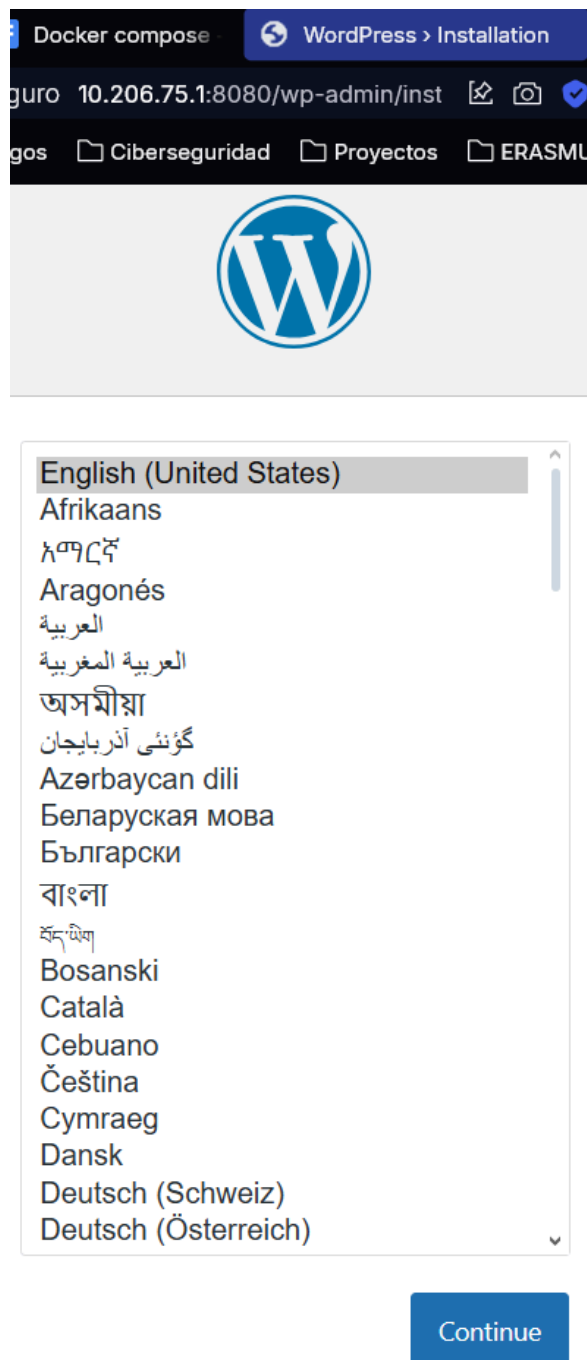 Docker compose
WordPress › Installation
guro 10.206.75.1:8080/wp-admin/inst
gos
Ciberseguridad
Proyectos
ERASMU
English (United States)
Afrikaans
አማርኛ
Aragonés
العربية
العربية المغربية
অসমীয়া
گؤنئی آذربایجان
Azərbaycan dili
Беларуская мова
Български
বাংলা
བོད་ཡིག
Bosanski
Català
Cebuano
Čeština
Cymraeg
Dansk
Deutsch (Schweiz)
Deutsch (Österreich)
Continue